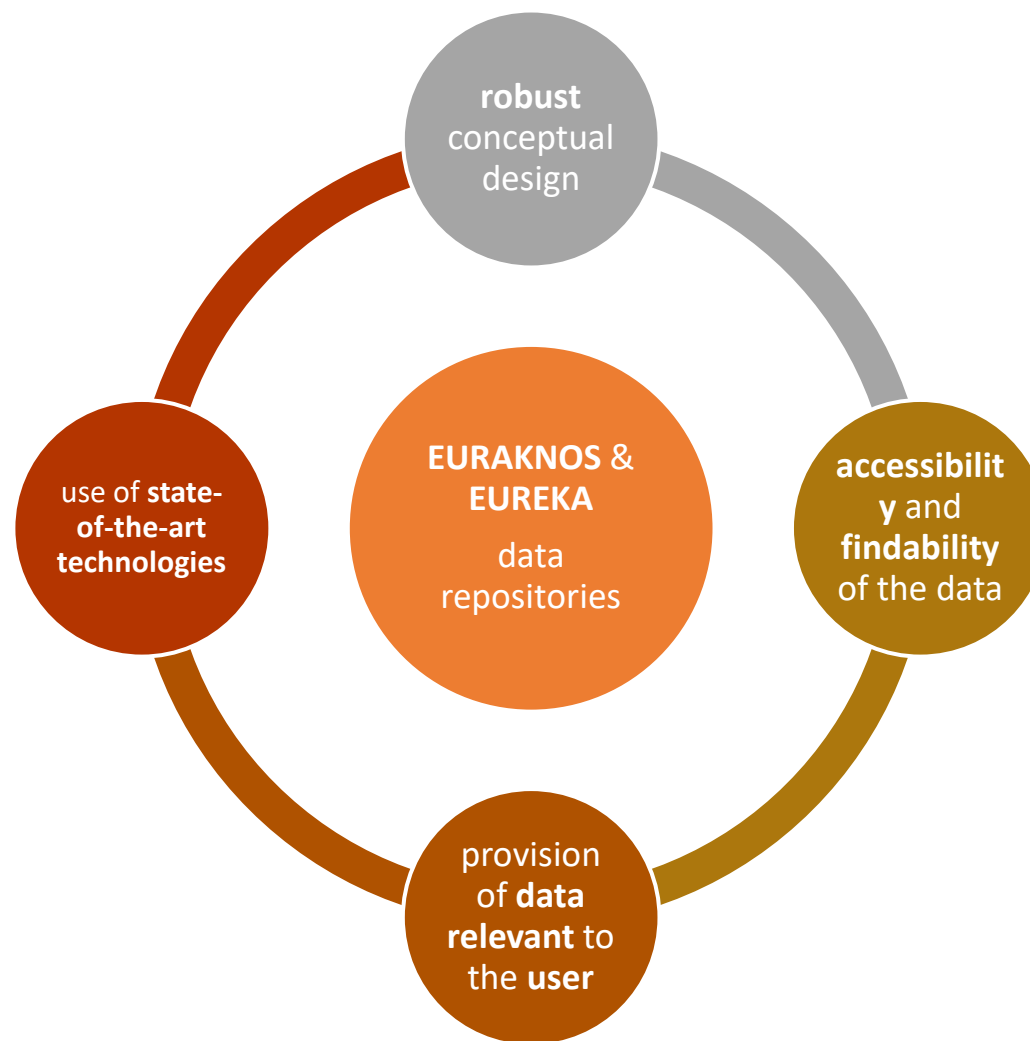 robust
conceptual
design
EURAKNOS &
EUREKA
data
repositories
use of state-
of-the-art
technologies
accessibilit
y and
findability
of the data
provision
of data
relevant to
the user